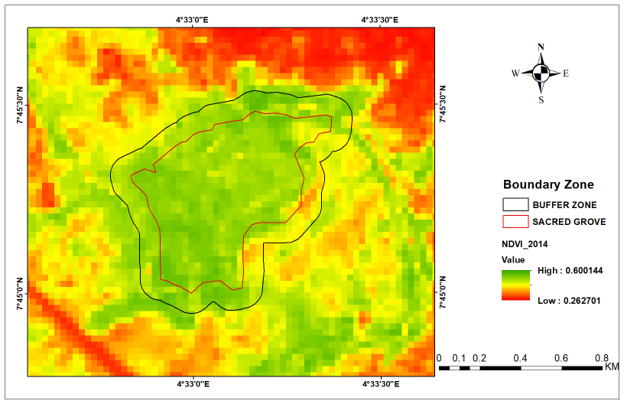 4°33'0"E 4°33'30"E
N
W E
S
7°45'30"N 7°45'30"N
Boundary Zone
BUFFER ZONE
SACRED GROVE
NDVI_2014
Value
High : 0.600144
Low : 0.262701
7°45'0"N 7°45'0"N
0 0.1 0.2 0.4 0.6 0.8
KM
4°33'0"E 4°33'30"E